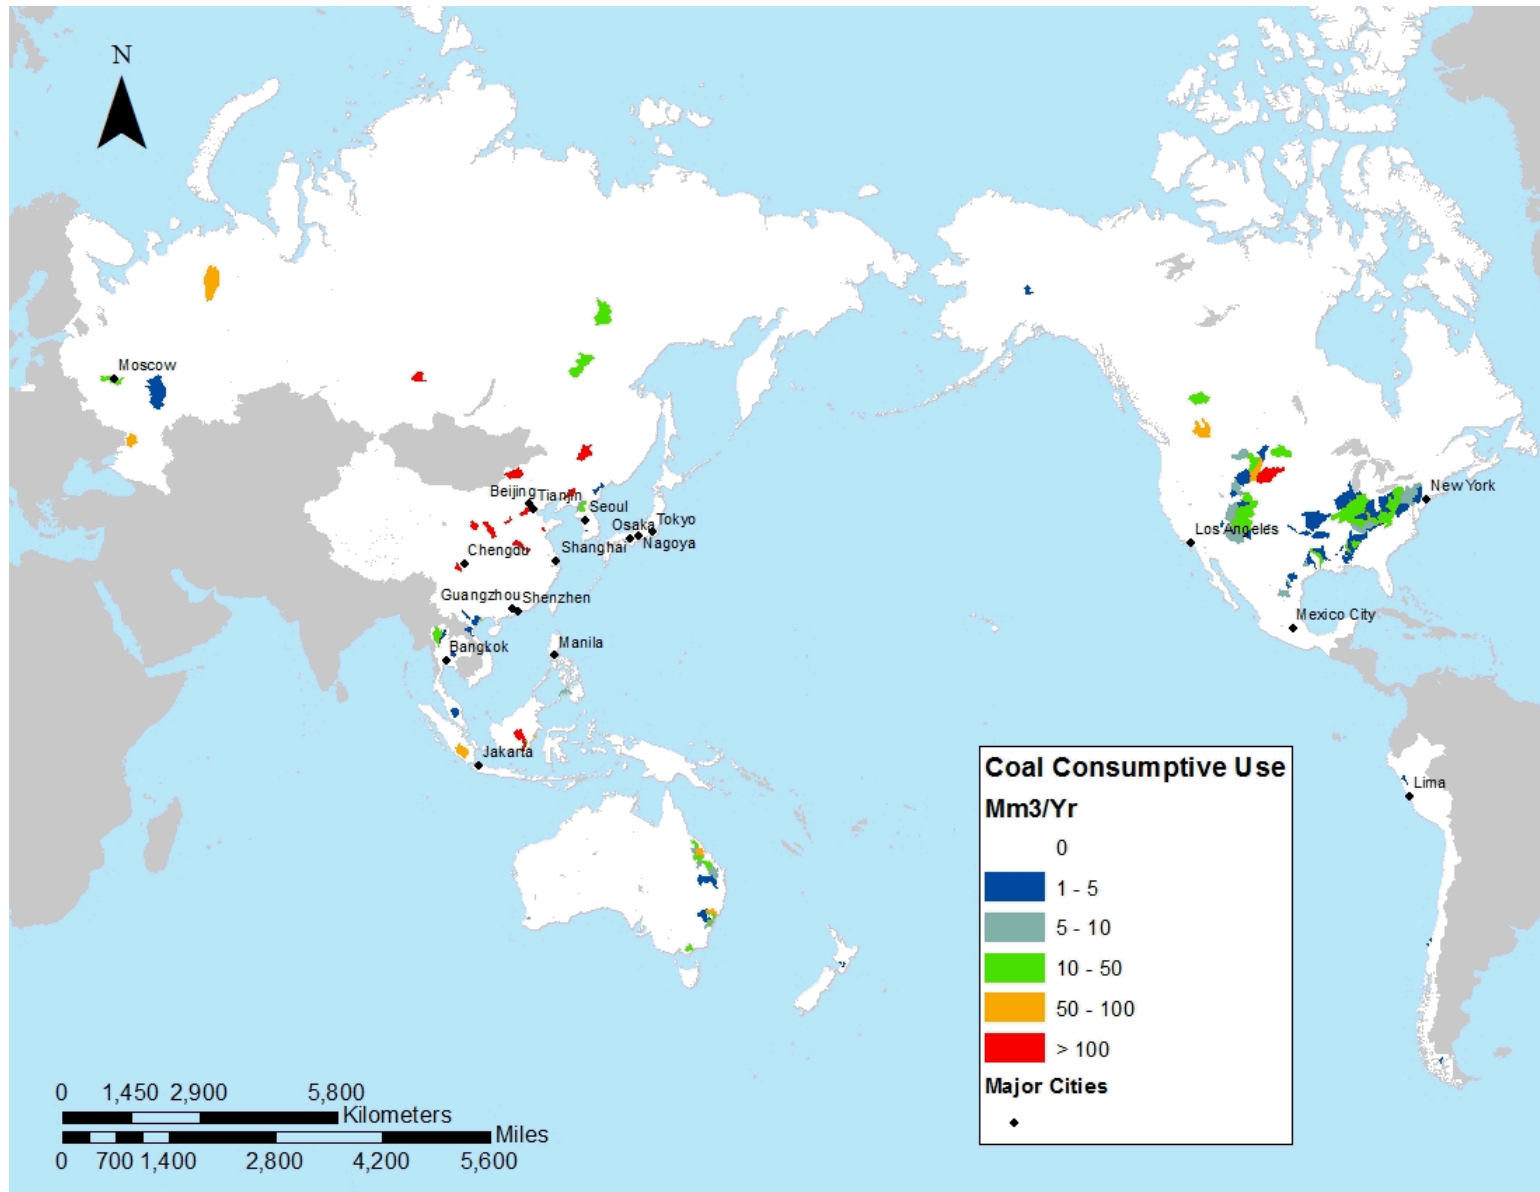 N
Moscow
Beijing Tianjin
Seoul
Osaka Tokyo
Nagoya
Shanghai
Chengdu
Guangzhou Shenzhen
Bangkok
Manila
Jakarta
New York
Los Angeles
Mexico City
Lima
Coal Consumptive Use
Mm3/Yr
0
1 - 5
5 - 10
10 - 50
50 - 100
> 100
Major Cities
0 1,450 2,900 5,800
Kilometers
Miles
0 700 1,400 2,800 4,200 5,600